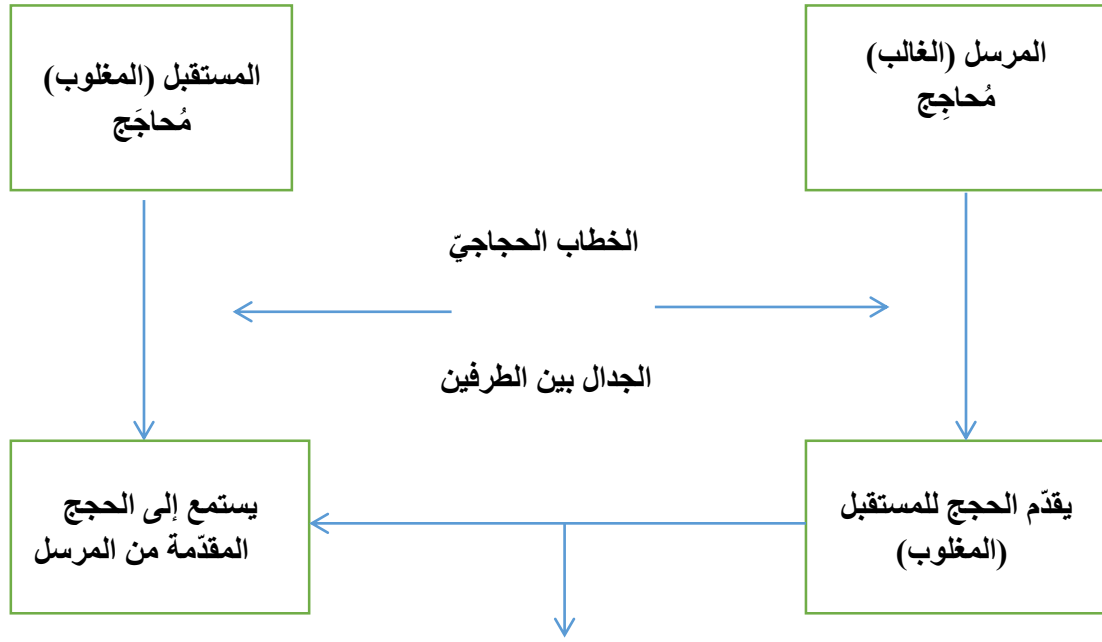 المرسل (الغالب)
مُحاجِج
المستقبل (المغلوب)
مُحاجَج
الخطاب الحجاجيّ
الجدال بين الطرفين
يقدّم الحجج للمستقبل
(المغلوب)
يستمع إلى الحجج
المقدّمة من المرسل